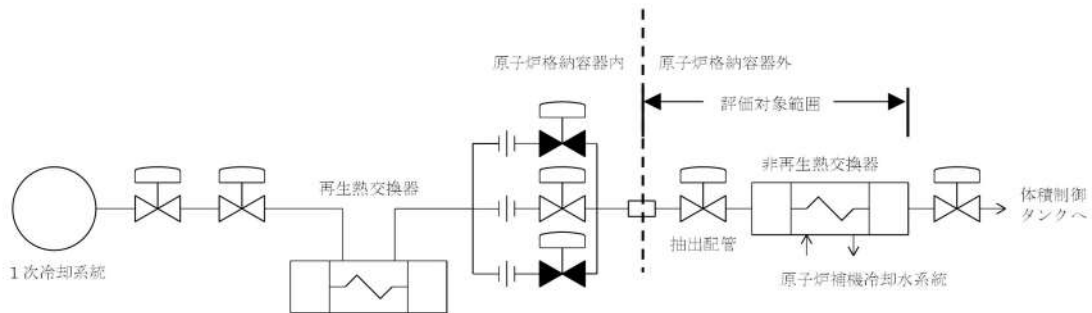 原子炉格納容器内
原子炉格納容器外
評価対象範囲
再生熱交換器
非再生熱交換器
体積制御
タンクへ
抽出配管
1次冷却系統
原子炉補機冷却水系統